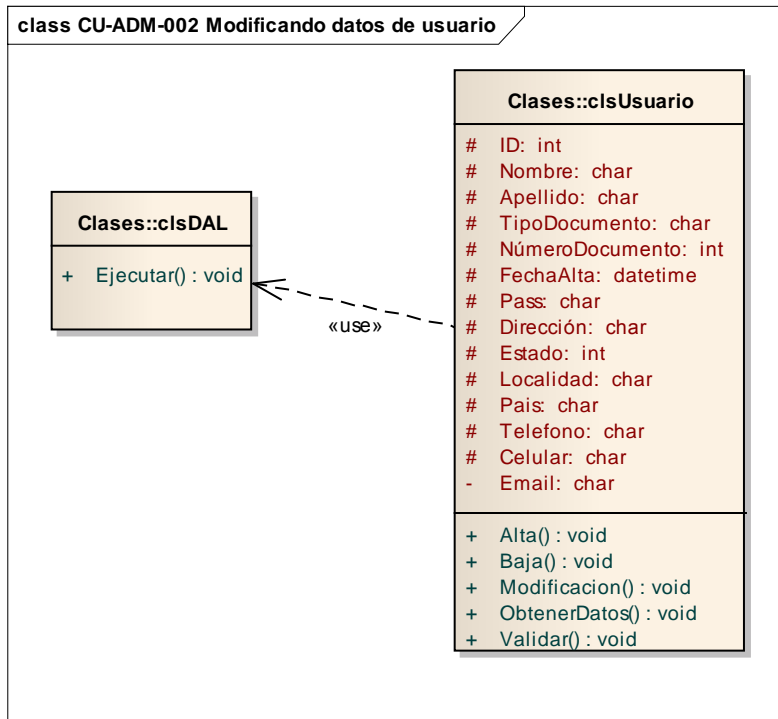 class CU-ADM-002 Modificando datos de usuario
Clases::clsDAL
+ Ejecutar() : void
«use»
Clases::clsUsuario
# ID: int
# Nombre: char
# Apellido: char
# TipoDocumento: char
# NúmeroDocumento: int
# FechaAlta: datetime
# Pass: char
# Dirección: char
# Estado: int
# Localidad: char
# Pais: char
# Telefono: char
# Celular: char
- Email: char
+ Alta() : void
+ Baja() : void
+ Modificacion() : void
+ ObtenerDatos() : void
+ Validar() : void